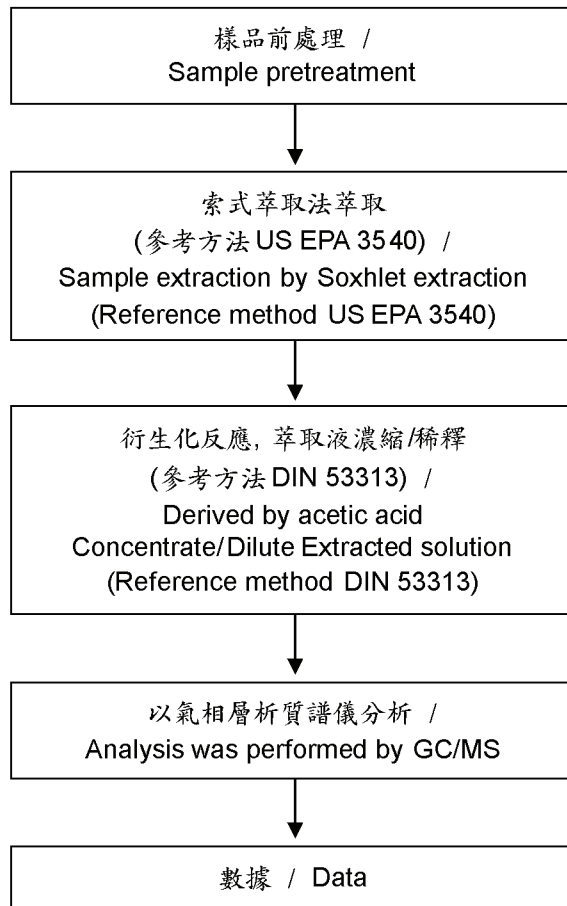 樣品前處理 /
Sample pretreatment
索式萃取法萃取
(參考方法 US EPA 3540) /
Sample extraction by Soxhlet extraction
(Reference method US EPA 3540)
衍生化反應, 萃取液濃縮/稀釋
(參考方法 DIN 53313) /
Derived by acetic acid
Concentrate/Dilute Extracted solution
(Reference method DIN 53313)
以氣相層析質譜儀分析 /
Analysis was performed by GC/MS
數據 / Data